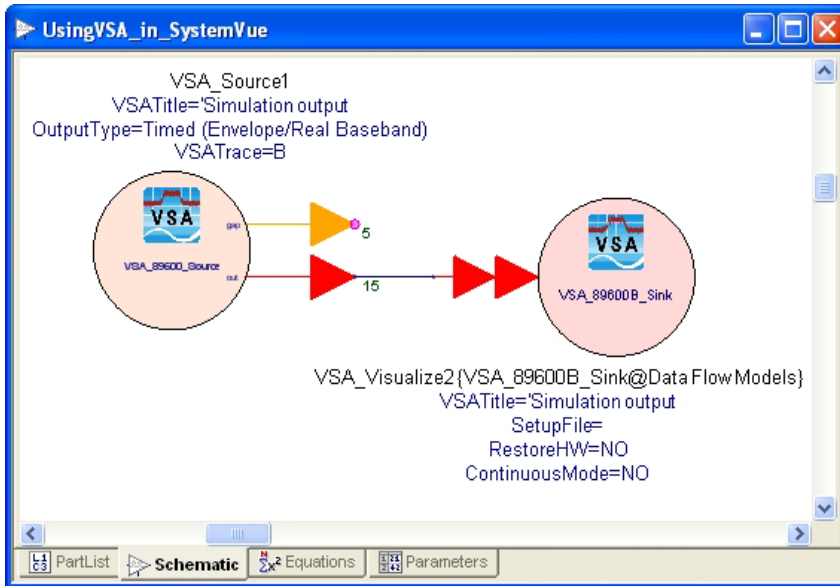 UsingVSA_in_SystemVue
VSA_Source1
VSATitle='Simulation output
OutputType=Timed (Envelope/Real Baseband)
VSATrace=B
VSA
gap
5
VSA_89600_Source
out
15
VSA
VSA_89600B_Sink
VSA_Visualize2{VSA_89600B_Sink@Data Flow Models}
VSATitle='Simulation output
SetupFile=
RestoreHW=NO
ContinuousMode=NO
PartList
Schematic
Equations
Parameters